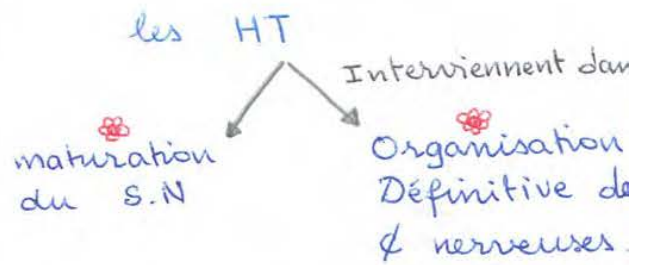 les HT
Interviennent dan
maturation
du S.N
Organisation
Définitive de
¢ nerveuses.